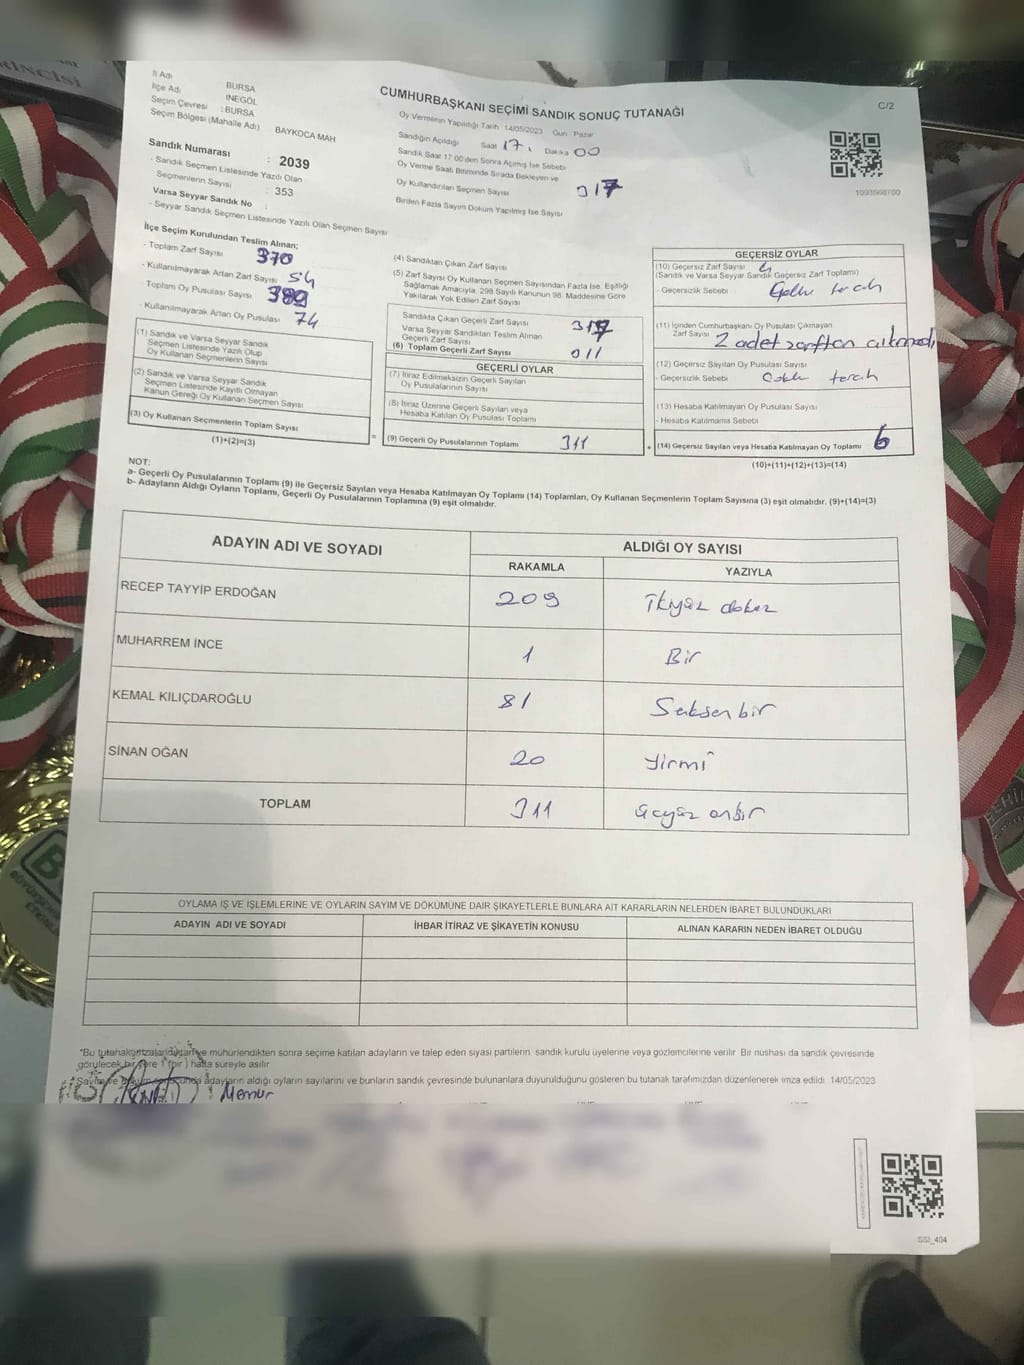 İl Adı BURSA
İlçe Adı İNEGÖL
Seçim Çevresi : BURSA
Seçim Bölgesi (Mahalle Adı) BAYKOCA MAH
CUMHURBAŞKANI SEÇİMİ SANDIK SONUÇ TUTANAĞI
C/2
Oy Vermenin Yapıldığı Tarih 14/05/2023 Gün : Pazar
Sandığın Açıldığı Saat 17, Dakika 00
Sandık Saat 17 00'den Sonra Açılmış İse Sebebi
Oy Verme Saati Bitiminde Sırada Bekleyen ve
Oy Kullandırılan Seçmen Sayısı 317
Birden Fazla Sayım Döküm Yapılmış İse Sayısı
1093568700
Sandık Numarası : 2039
- Sandık Seçmen Listesinde Yazılı Olan
Seçmenlerin Sayısı : 353
Varsa Seyyar Sandık No :
- Seyyar Sandık Seçmen Listesinde Yazılı Olan Seçmen Sayısı
İlçe Seçim Kurulundan Teslim Alınan;
- Toplam Zarf Sayısı 370
- Kullanılmayarak Artan Zarf Sayısı 54
- Toplam Oy Pusulası Sayısı
- Kullanılmayarak Artan Oy Pusulası 74
(1) Sandık ve Varsa Seyyar Sandık
Seçmen Listesinde Yazılı Olup
Oy Kullanan Seçmenlerin Sayısı
(2) Sandık ve Varsa Seyyar Sandık
Seçmen Listesinde Kayıtlı Olmayan
Kanun Gereği Oy Kullanan Seçmen Sayısı
(3) Oy Kullanan Seçmenlerin Toplam Sayısı
(1)+(2)=(3)
(4) Sandıktan Çıkan Zarf Sayısı
(5) Zarf Sayısı Oy Kullanan Seçmen Sayısından Fazla İse, Eşitliği
Sağlamak Amacıyla, 298 Sayılı Kanunun 98. Maddesine Göre
Yakılarak Yok Edilen Zarf Sayısı
Sandıkta Çıkan Geçerli Zarf Sayısı
Varsa Seyyar Sandıktan Teslim Alınan
Geçerli Zarf Sayısı
(6) Toplam Geçerli Zarf Sayısı
GEÇERLİ OYLAR
(7) İtiraz Edilmeksizin Geçerli Sayılan
Oy Pusulalarının Sayısı
(8) İtiraz Üzerine Geçerli Sayılan veya
Hesaba Katılan Oy Pusulası Toplamı
= (9) Geçerli Oy Pusulalarının Toplamı 311
GEÇERSİZ OYLAR
(10) Geçersiz Zarf Sayısı 4
(Sandık ve Varsa Seyyar Sandık Geçersiz Zarf Toplamı)
- Geçersizlik Sebebi
(11) İçinden Cumhurbaşkanı Oy Pusulası Çıkmayan
Zarf Sayısı 2 adet zarftan çıkmadı
(12) Geçersiz Sayılan Oy Pusulası Sayısı
- Geçersizlik Sebebi
(13) Hesaba Katılmayan Oy Pusulası Sayısı
- Hesaba Katılmama Sebebi
+ (14) Geçersiz Sayılan veya Hesaba Katılmayan Oy Toplamı 6
(10)+(11)+(12)+(13)=(14)
NOT:
a- Geçerli Oy Pusulalarının Toplamı (9) ile Geçersiz Sayılan veya Hesaba Katılmayan Oy Toplamı (14) Toplamları, Oy Kullanan Seçmenlerin Toplam Sayısına (3) eşit olmalıdır. (9)+(14)=(3)
b- Adayların Aldığı Oyların Toplamı, Geçerli Oy Pusulalarının Toplamına (9) eşit olmalıdır.
ADAYIN ADI VE SOYADI
ALDIĞI OY SAYISI
RAKAMLA YAZIYLA
RECEP TAYYİP ERDOĞAN 209 ikiyüz dokuz
MUHARREM İNCE 1 Bir
KEMAL KILIÇDAROĞLU 81 Seksen bir
SİNAN OĞAN 20 yirmi
TOPLAM 311 üçyüz onbir
OYLAMA İŞ VE İŞLEMLERİNE VE OYLARIN SAYIM VE DÖKÜMÜNE DAİR ŞİKAYETLERLE BUNLARA AİT KARARLARIN NELERDEN İBARET BULUNDUKLARI
ADAYIN ADI VE SOYADI İHBAR İTİRAZ VE ŞİKAYETİN KONUSU ALINAN KARARIN NEDEN İBARET OLDUĞU
*Bu tutanak imzalandıktan ve mühürlendikten sonra seçime katılan adayların ve talep eden siyasi partilerin sandık kurulu üyelerine veya gözlemcilerine verilir Bir nüshası da sandık çevresinde
görülecek bir yere 1 (bir) hafta süreyle asılır
*Sayım ve döküm sonucunda adayların aldığı oyların sayılarını ve bunların sandık çevresinde bulunanlara duyurulduğunu gösteren bu tutanak tarafımızdan düzenlenerek imza edildi 14/05/2023
Memur
SSI_404